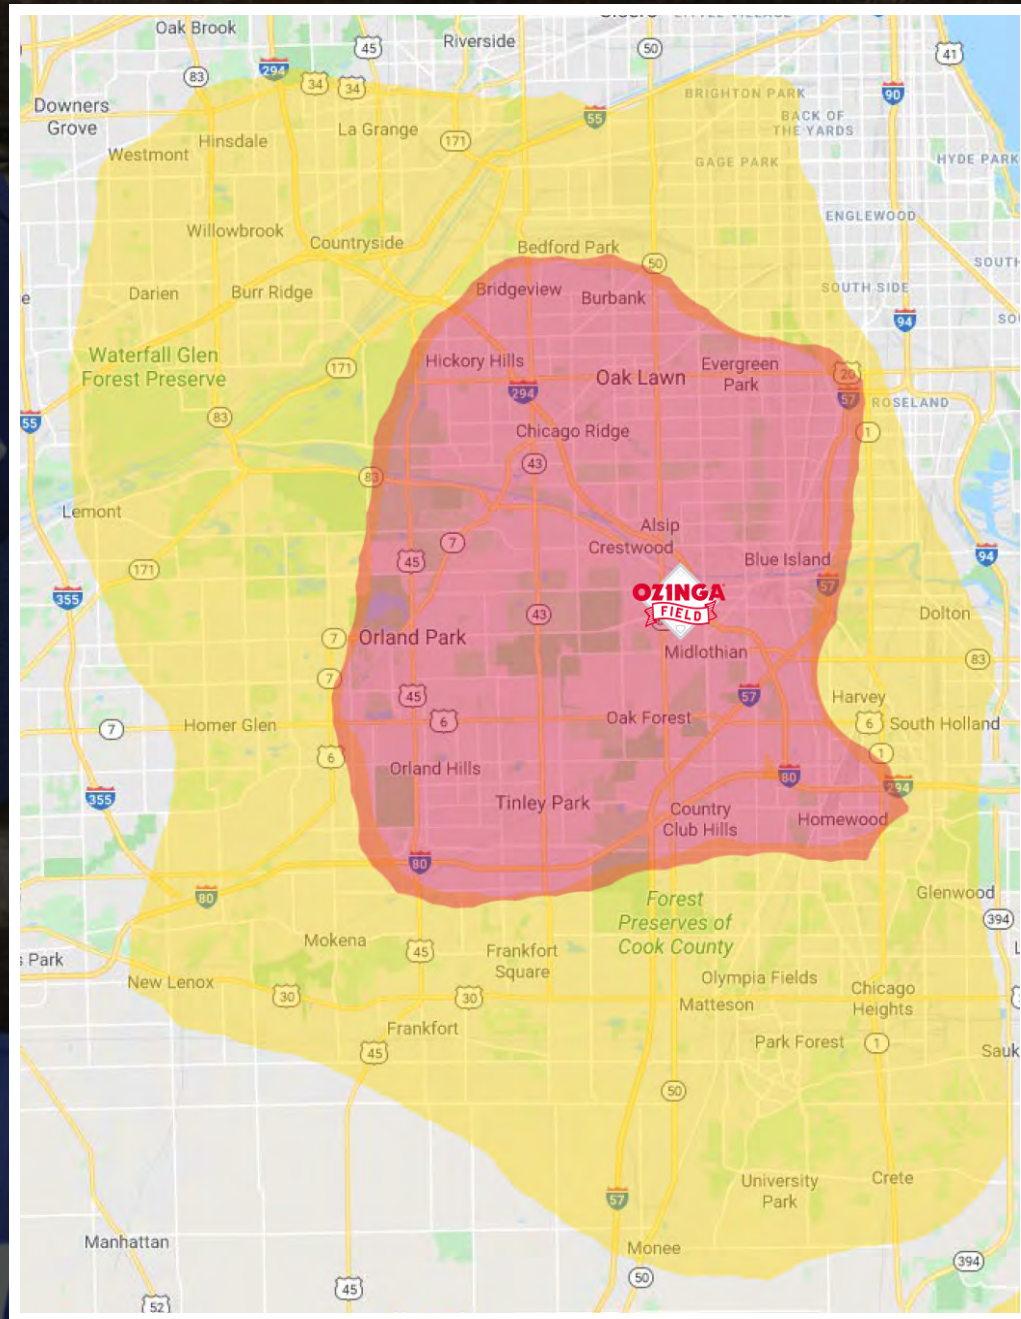 Oak Brook
45
Riverside
50
41
294
83
34
34
90
Downers
Grove
BRIGHTON PARK
55
BACK OF
THE YARDS
La Grange
Hinsdale
171
Westmont
GAGE PARK
HYDE PARK
Willowbrook
ENGLEWOOD
Countryside
Bedford Park
50
SOUTH
Darien
Burr Ridge
Bridgeview
Burbank
SOUTH SIDE
94
Waterfall Glen
Forest Preserve
171
Hickory Hills
Oak Lawn
Evergreen
Park
20
294
57
ROSELAND
83
55
Chicago Ridge
1
43
83
Lemont
Alsip
7
Crestwood
Blue Island
45
94
171
355
57
OZINGA
FIELD
43
Dolton
7
Orland Park
Midlothian
83
7
45
57
Harvey
6
Oak Forest
6
South Holland
Homer Glen
7
6
1
Orland Hills
80
294
355
Tinley Park
Country
Club Hills
Homewood
80
80
Forest
Preserves of
Cook County
Glenwood
394
Mokena
45
Frankfort
Square
s Park
New Lenox
Olympia Fields
30
30
Matteson
Chicago
Heights
Frankfort
45
Park Forest
1
Sauk
50
University
Park
Crete
57
Manhattan
Monee
394
50
45
52